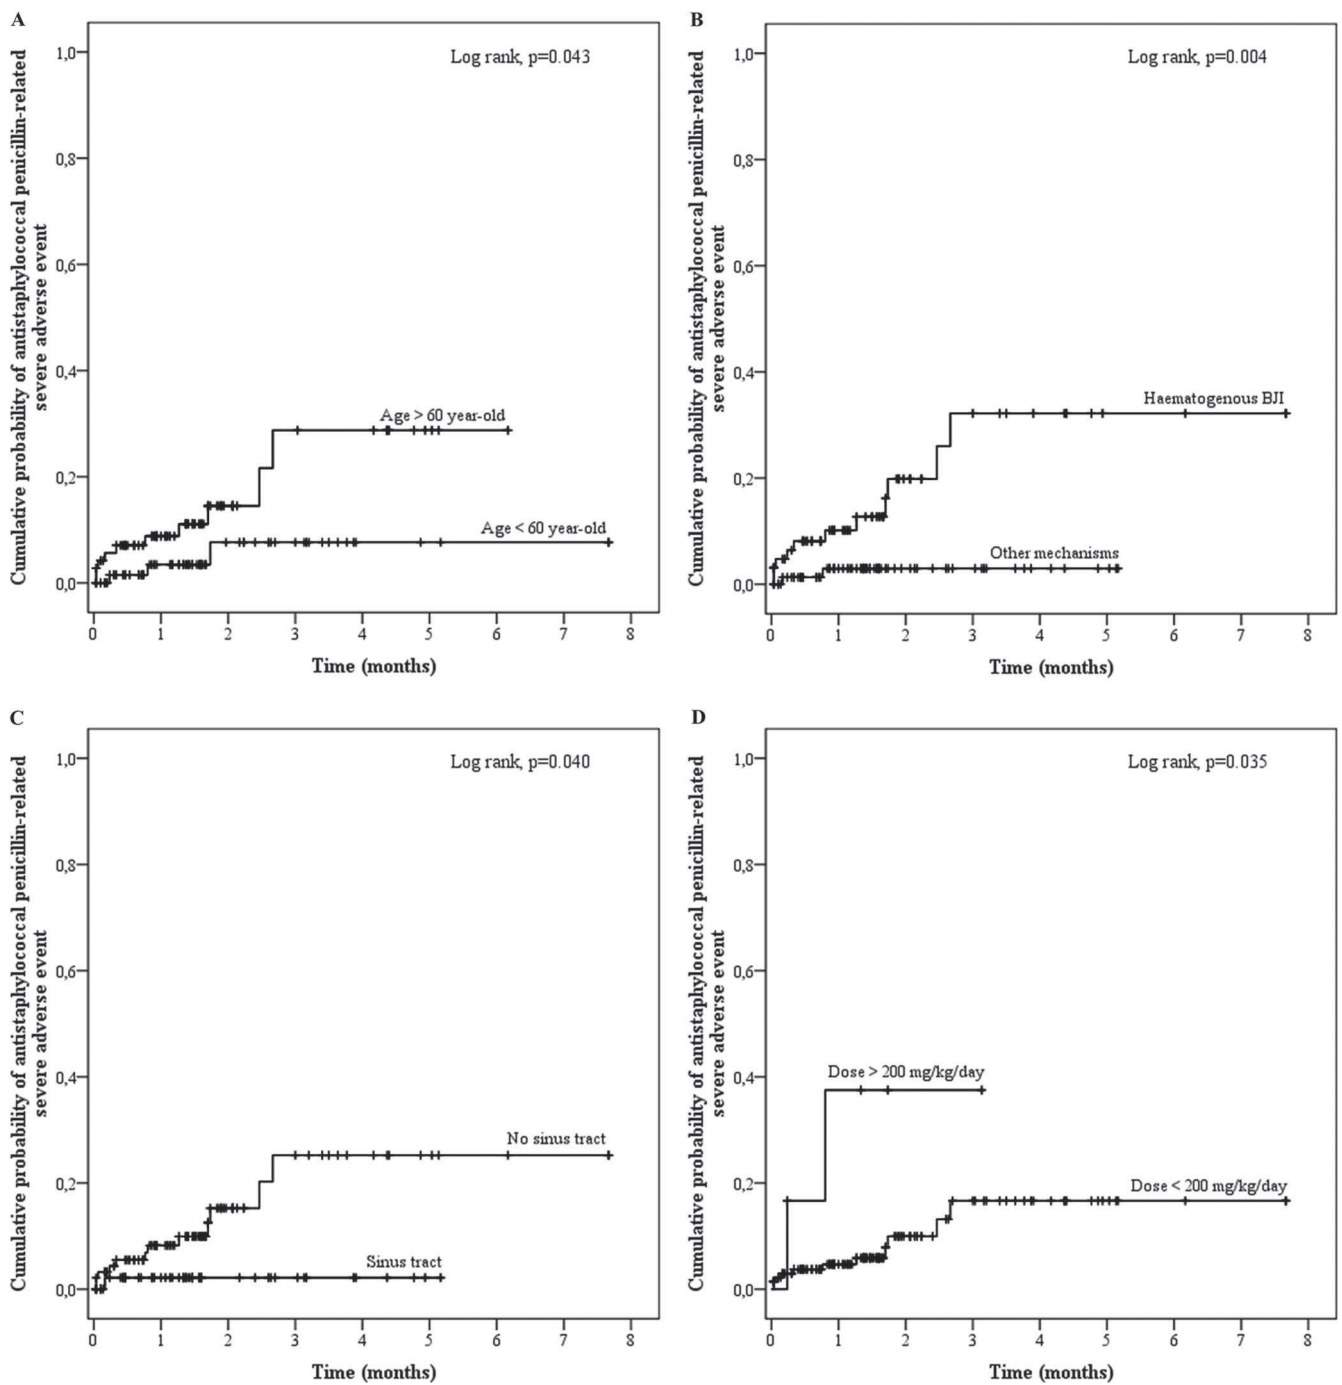 A
Cumulative probability of antistaphylococcal penicillin-related
severe adverse event
Log rank, p=0.043
1,0
0,8
0,6
0,4
0,2
0,0
Age > 60 year-old
Age < 60 year-old
0 1 2 3 4 5 6 7 8
Time (months)
B
Cumulative probability of antistaphylococcal penicillin-related
severe adverse event
Log rank, p=0.004
1,0
0,8
0,6
0,4
0,2
0,0
Haematogenous BJI
Other mechanisms
0 1 2 3 4 5 6 7 8
Time (months)
C
Cumulative probability of antistaphylococcal penicillin-related
severe adverse event
Log rank, p=0.040
1,0
0,8
0,6
0,4
0,2
0,0
No sinus tract
Sinus tract
0 1 2 3 4 5 6 7 8
Time (months)
D
Cumulative probability of antistaphylococcal penicillin-related
severe adverse event
Log rank, p=0.035
1,0
0,8
0,6
0,4
0,2
0,0
Dose > 200 mg/kg/day
Dose < 200 mg/kg/day
0 1 2 3 4 5 6 7 8
Time (months)